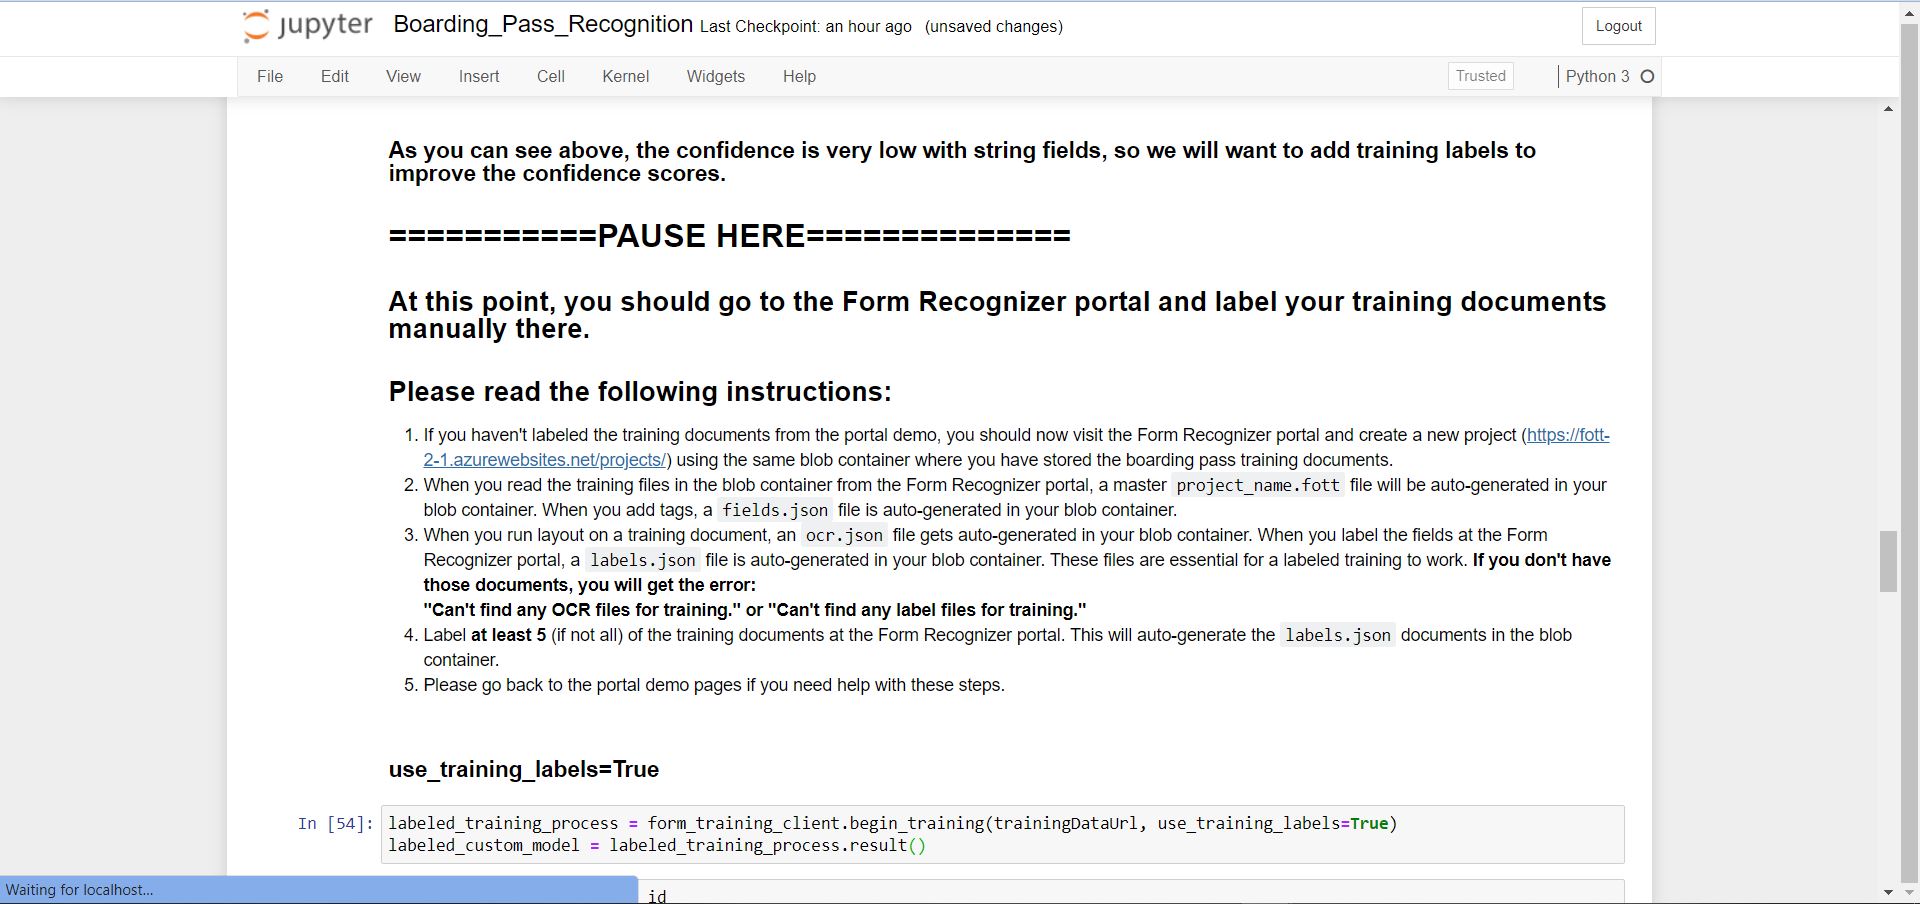 jupyter Boarding_Pass_Recognition Last Checkpoint: an hour ago (unsaved changes) Logout
File Edit View Insert Cell Kernel Widgets Help Trusted Python 3
As you can see above, the confidence is very low with string fields, so we will want to add training labels to
improve the confidence scores.
===========PAUSE HERE==============
At this point, you should go to the Form Recognizer portal and label your training documents
manually there.
Please read the following instructions:
1. If you haven't labeled the training documents from the portal demo, you should now visit the Form Recognizer portal and create a new project (https://fott-
2-1.azurewebsites.net/projects/) using the same blob container where you have stored the boarding pass training documents.
2. When you read the training files in the blob container from the Form Recognizer portal, a master project_name.fott file will be auto-generated in your
blob container. When you add tags, a fields.json file is auto-generated in your blob container.
3. When you run layout on a training document, an ocr.json file gets auto-generated in your blob container. When you label the fields at the Form
Recognizer portal, a labels.json file is auto-generated in your blob container. These files are essential for a labeled training to work. If you don't have
those documents, you will get the error:
"Can't find any OCR files for training." or "Can't find any label files for training."
4. Label at least 5 (if not all) of the training documents at the Form Recognizer portal. This will auto-generate the labels.json documents in the blob
container.
5. Please go back to the portal demo pages if you need help with these steps.
use_training_labels=True
In [54]: labeled_training_process = form_training_client.begin_training(trainingDataUrl, use_training_labels=True)
labeled_custom_model = labeled_training_process.result()
Waiting for localhost... id